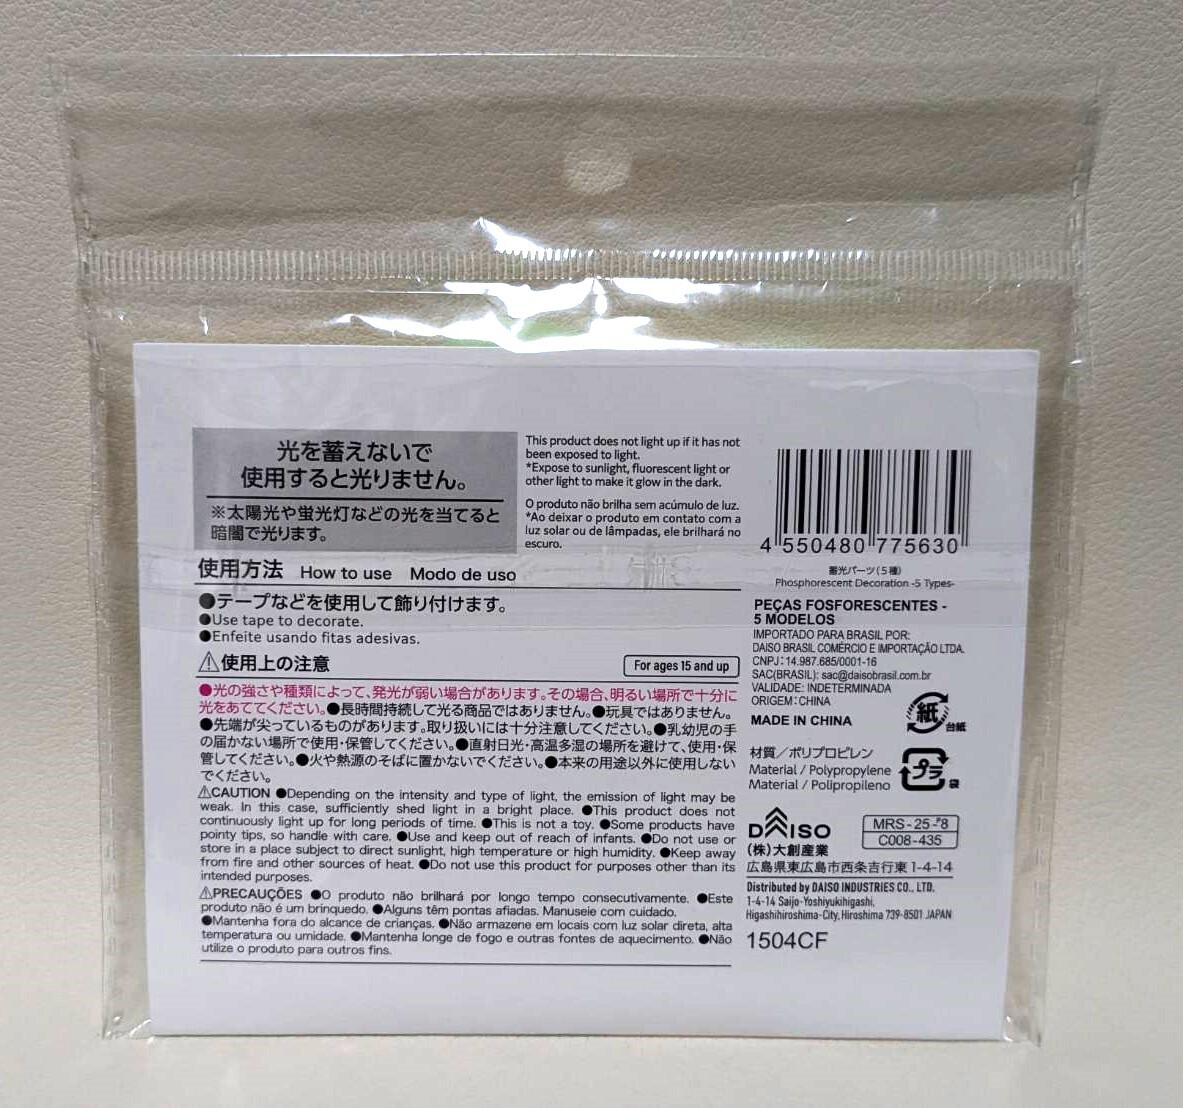 光を蓄えないで
使用すると光りません。
※太陽光や蛍光灯などの光を当てると
暗闇で光ります。
This product does not light up if it has not
been exposed to light.
*Expose to sunlight, fluorescent light or
other light to make it glow in the dark.
O produto não brilha sem acúmulo de luz.
*Ao deixar o produto em contato com a
luz solar ou de lâmpadas, ele brilhará no
escuro.
使用方法 How to use Modo de uso
●テープなどを使用して飾り付けます。
●Use tape to decorate.
●Enfeite usando fitas adesivas.
⚠使用上の注意 For ages 15 and up
●光の強さや種類によって、発光が弱い場合があります。その場合、明るい場所で十分に
光をあててください。●長時間持続して光る商品ではありません。●玩具ではありません。
●先端が尖っているものがあります。取り扱いには十分注意してください。●乳幼児の手
の届かない場所で使用・保管してください。●直射日光・高温多湿の場所を避けて、使用・保
管してください。●火や熱源のそばに置かないでください。●本来の用途以外に使用しない
でください。
⚠CAUTION ●Depending on the intensity and type of light, the emission of light may be
weak. In this case, sufficiently shed light in a bright place. ●This product does not
continuously light up for long periods of time. ●This is not a toy. ●Some products have
pointy tips, so handle with care. ●Use and keep out of reach of infants. ●Do not use or
store in a place subject to direct sunlight, high temperature or high humidity. ●Keep away
from fire and other sources of heat. ●Do not use this product for purposes other than its
intended purposes.
⚠PRECAUÇÕES ●O produto não brilhará por longo tempo consecutivamente. ●Este
produto não é um brinquedo. ●Alguns têm pontas afiadas. Manuseie com cuidado.
●Mantenha fora do alcance de crianças. ●Não armazene em locais com luz solar direta, alta
temperatura ou umidade. ●Mantenha longe de fogo e outras fontes de aquecimento. ●Não
utilize o produto para outros fins.
4 550480 775630
蓄光パーツ(5種)
Phosphorescent Decoration -5 Types-
PEÇAS FOSFORESCENTES -
5 MODELOS
IMPORTADO PARA BRASIL POR:
DAISO BRASIL COMÉRCIO E IMPORTAÇÃO LTDA.
CNPJ:14.987.685/0001-16
SAC(BRASIL): sac@daisobrasil.com.br
VALIDADE: INDETERMINADA
ORIGEM:CHINA
MADE IN CHINA
紙 台紙
材質/ポリプロピレン
Material / Polypropylene
Material / Polipropileno
プラ 袋
DAISO
(株)大創産業
MRS-25-8
C008-435
広島県東広島市西条吉行東1-4-14
Distributed by DAISO INDUSTRIES CO., LTD.
1-4-14 Saijo-Yoshiyukihigashi,
Higashihiroshima-City, Hiroshima 739-8501 JAPAN
1504CF